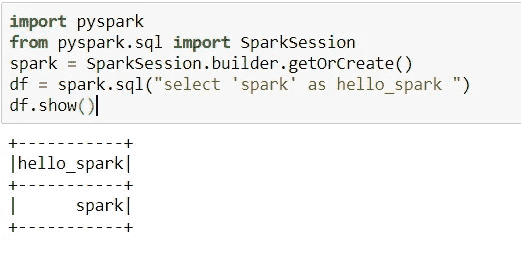 import pyspark
from pyspark.sql import SparkSession
spark = SparkSession.builder.getOrCreate()
df = spark.sql("select 'spark' as hello_spark ")
df.show()
+-----------+
|hello_spark|
+-----------+
|      spark|
+-----------+